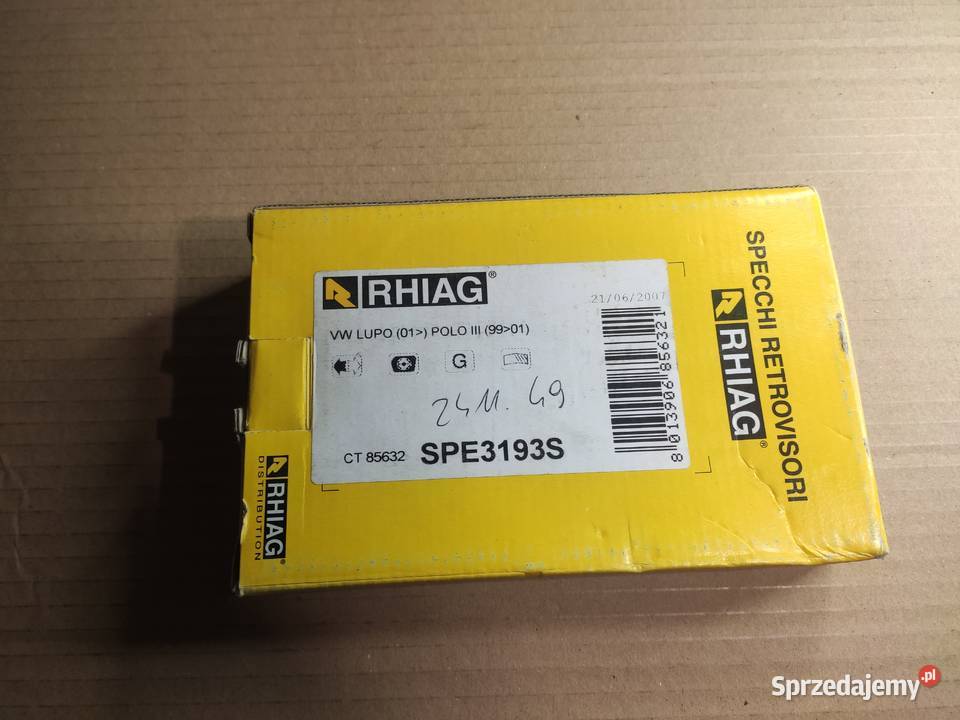 RHIAG®
21/06/2007
VW LUPO (01>) POLO III (99>01)
G
24 11. 49
CT 85632 SPE3193S
8 013906 856321
SPECCHI RETROVISORI
RHIAG®
RHIAG®
DISTRIBUTION
Sprzedajemy.pl